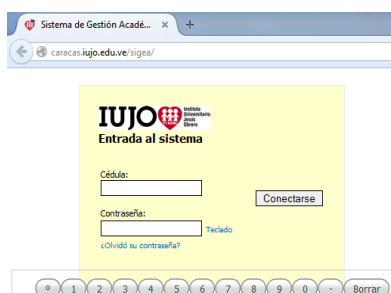 Sistema de Gestión Acadé... × +
caracas.iujo.edu.ve/sigea/
IUJO Instituto Universitario Jesús Obrero
Entrada al sistema
Cédula:
Conectarse
Contraseña:
Teclado
¿Olvidó su contraseña?
º 1 2 3 4 5 6 7 8 9 0 - Borrar